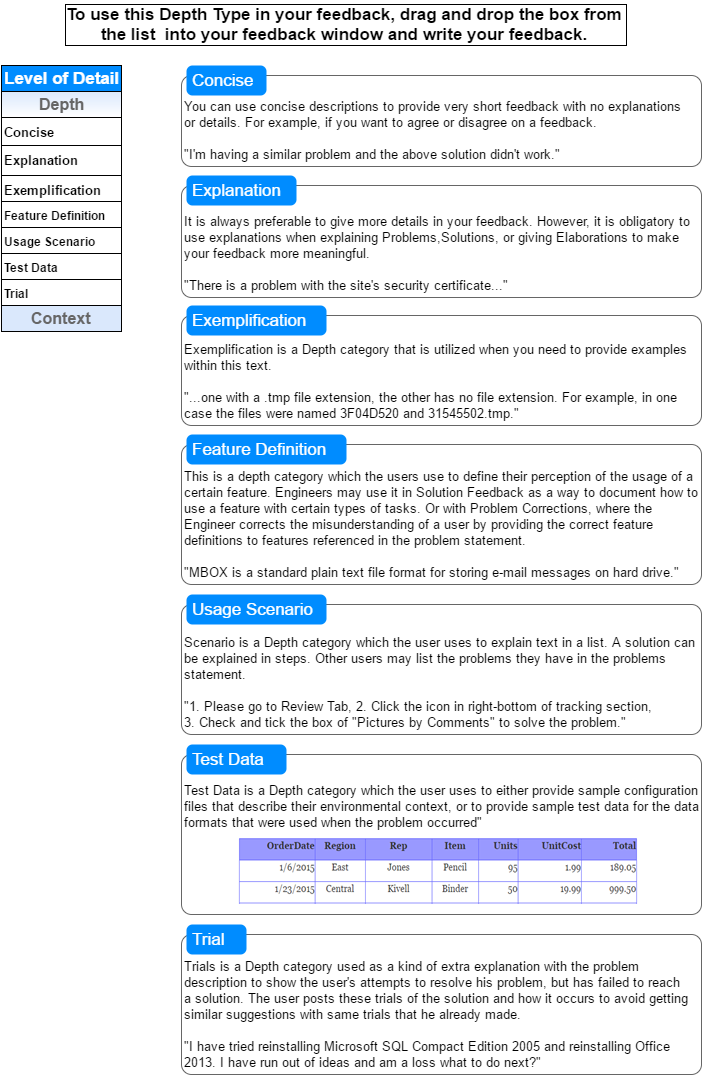 To use this Depth Type in your feedback, drag and drop the box from
the list into your feedback window and write your feedback.
Level of Detail
Depth
Concise
Explanation
Exemplification
Feature Definition
Usage Scenario
Test Data
Trial
Context
Concise
You can use concise descriptions to provide very short feedback with no explanations
or details. For example, if you want to agree or disagree on a feedback.
"I'm having a similar problem and the above solution didn't work."
Explanation
It is always preferable to give more details in your feedback. However, it is obligatory to
use explanations when explaining Problems,Solutions, or giving Elaborations to make
your feedback more meaningful.
"There is a problem with the site's security certificate..."
Exemplification
Exemplification is a Depth category that is utilized when you need to provide examples
within this text.
"...one with a .tmp file extension, the other has no file extension. For example, in one
case the files were named 3F04D520 and 31545502.tmp."
Feature Definition
This is a depth category which the users use to define their perception of the usage of a
certain feature. Engineers may use it in Solution Feedback as a way to document how to
use a feature with certain types of tasks. Or with Problem Corrections, where the
Engineer corrects the misunderstanding of a user by providing the correct feature
definitions to features referenced in the problem statement.
"MBOX is a standard plain text file format for storing e-mail messages on hard drive."
Usage Scenario
Scenario is a Depth category which the user uses to explain text in a list. A solution can
be explained in steps. Other users may list the problems they have in the problems
statement.
"1. Please go to Review Tab, 2. Click the icon in right-bottom of tracking section,
3. Check and tick the box of "Pictures by Comments" to solve the problem."
Test Data
Test Data is a Depth category which the user uses to either provide sample configuration
files that describe their environmental context, or to provide sample test data for the data
formats that were used when the problem occurred"
OrderDate Region Rep Item Units UnitCost Total
1/6/2015 East Jones Pencil 95 1.99 189.05
1/23/2015 Central Kivell Binder 50 19.99 999.50
Trial
Trials is a Depth category used as a kind of extra explanation with the problem
description to show the user's attempts to resolve his problem, but has failed to reach
a solution. The user posts these trials of the solution and how it occurs to avoid getting
similar suggestions with same trials that he already made.
"I have tried reinstalling Microsoft SQL Compact Edition 2005 and reinstalling Office
2013. I have run out of ideas and am a loss what to do next?"